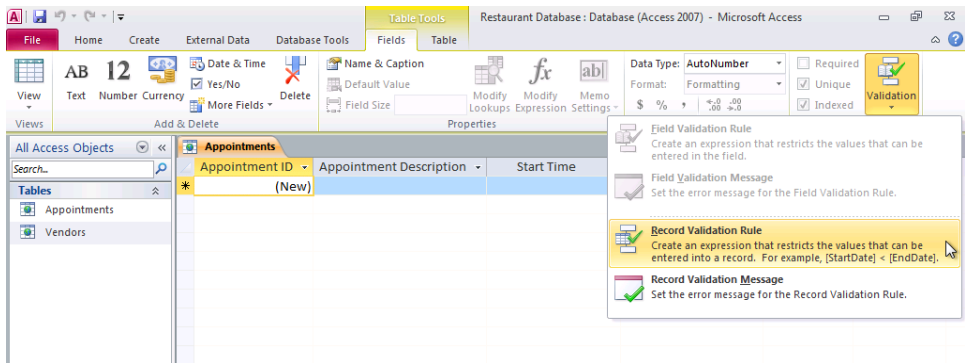 Table Tools
Restaurant Database : Database (Access 2007) - Microsoft Access
File Home Create External Data Database Tools Fields Table
AB 12 Date & Time Name & Caption fx ab Data Type: AutoNumber Required
Yes/No Default Value Format: Formatting Unique
View Text Number Currency More Fields Delete Field Size Modify Lookups Modify Expression Memo Settings $ % , .00 .00 Indexed Validation
Views Add & Delete Properties
Field Validation Rule
Create an expression that restricts the values that can be
entered in the field.
Field Validation Message
Set the error message for the Field Validation Rule.
Record Validation Rule
Create an expression that restricts the values that can be
entered into a record. For example, [StartDate] < [EndDate].
Record Validation Message
Set the error message for the Record Validation Rule.
All Access Objects
Search...
Tables
Appointments
Vendors
Appointments
Appointment ID Appointment Description Start Time
(New)